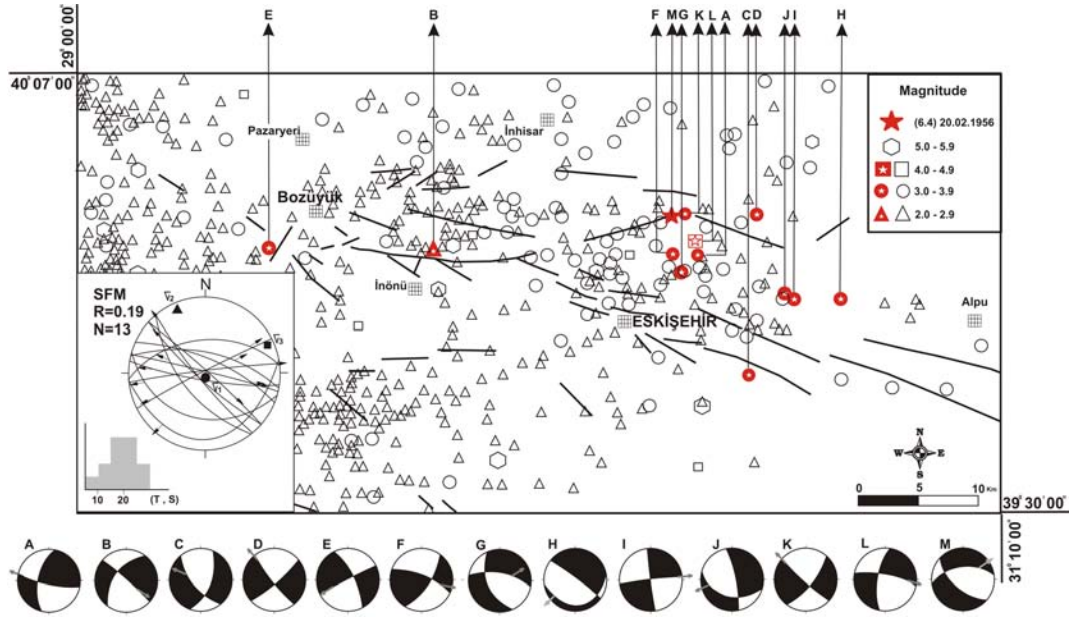 E B F M G K L A C D J I H
29° 00' 00"
40° 07' 00"
Pazaryeri
İnhisar
Bozüyük
İnönü
ESKİŞEHİR
Alpu
Magnitude
(6.4) 20.02.1956
5.0 - 5.9
4.0 - 4.9
3.0 - 3.9
2.0 - 2.9
SFM
R=0.19
N=13
N
10 20 (T , S)
N
W E
S
0 5 10 Km
39° 30' 00"
31° 10' 00"
A B C D E F G H I J K L M